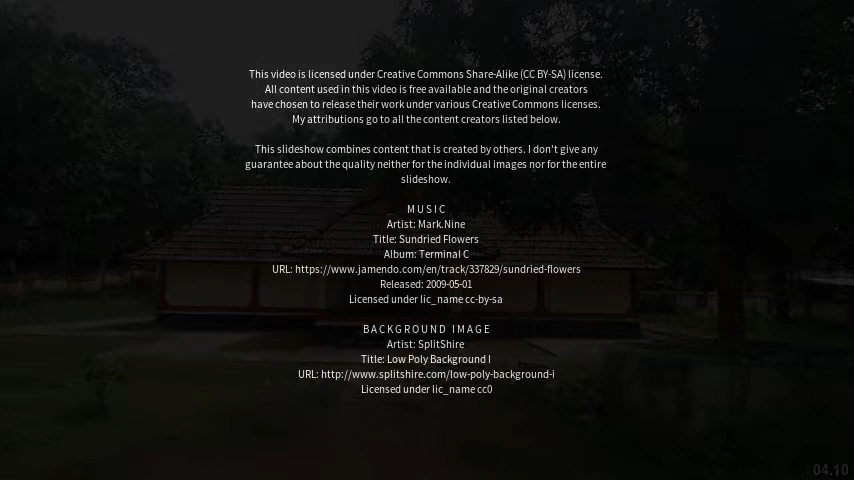 This video is licensed under Creative Commons Share-Alike (CC BY-SA) license.
All content used in this video is free available and the original creators
have chosen to release their work under various Creative Commons licenses.
My attributions go to all the content creators listed below.
This slideshow combines content that is created by others. I don't give any
guarantee about the quality neither for the individual images nor for the entire
slideshow.
MUSIC
Artist: Mark.Nine
Title: Sundried Flowers
Album: Terminal C
URL: https://www.jamendo.com/en/track/337829/sundried-flowers
Released: 2009-05-01
Licensed under lic_name cc-by-sa
BACKGROUND IMAGE
Artist: SplitShire
Title: Low Poly Background I
URL: http://www.splitshire.com/low-poly-background-i
Licensed under lic_name cc0
04.10